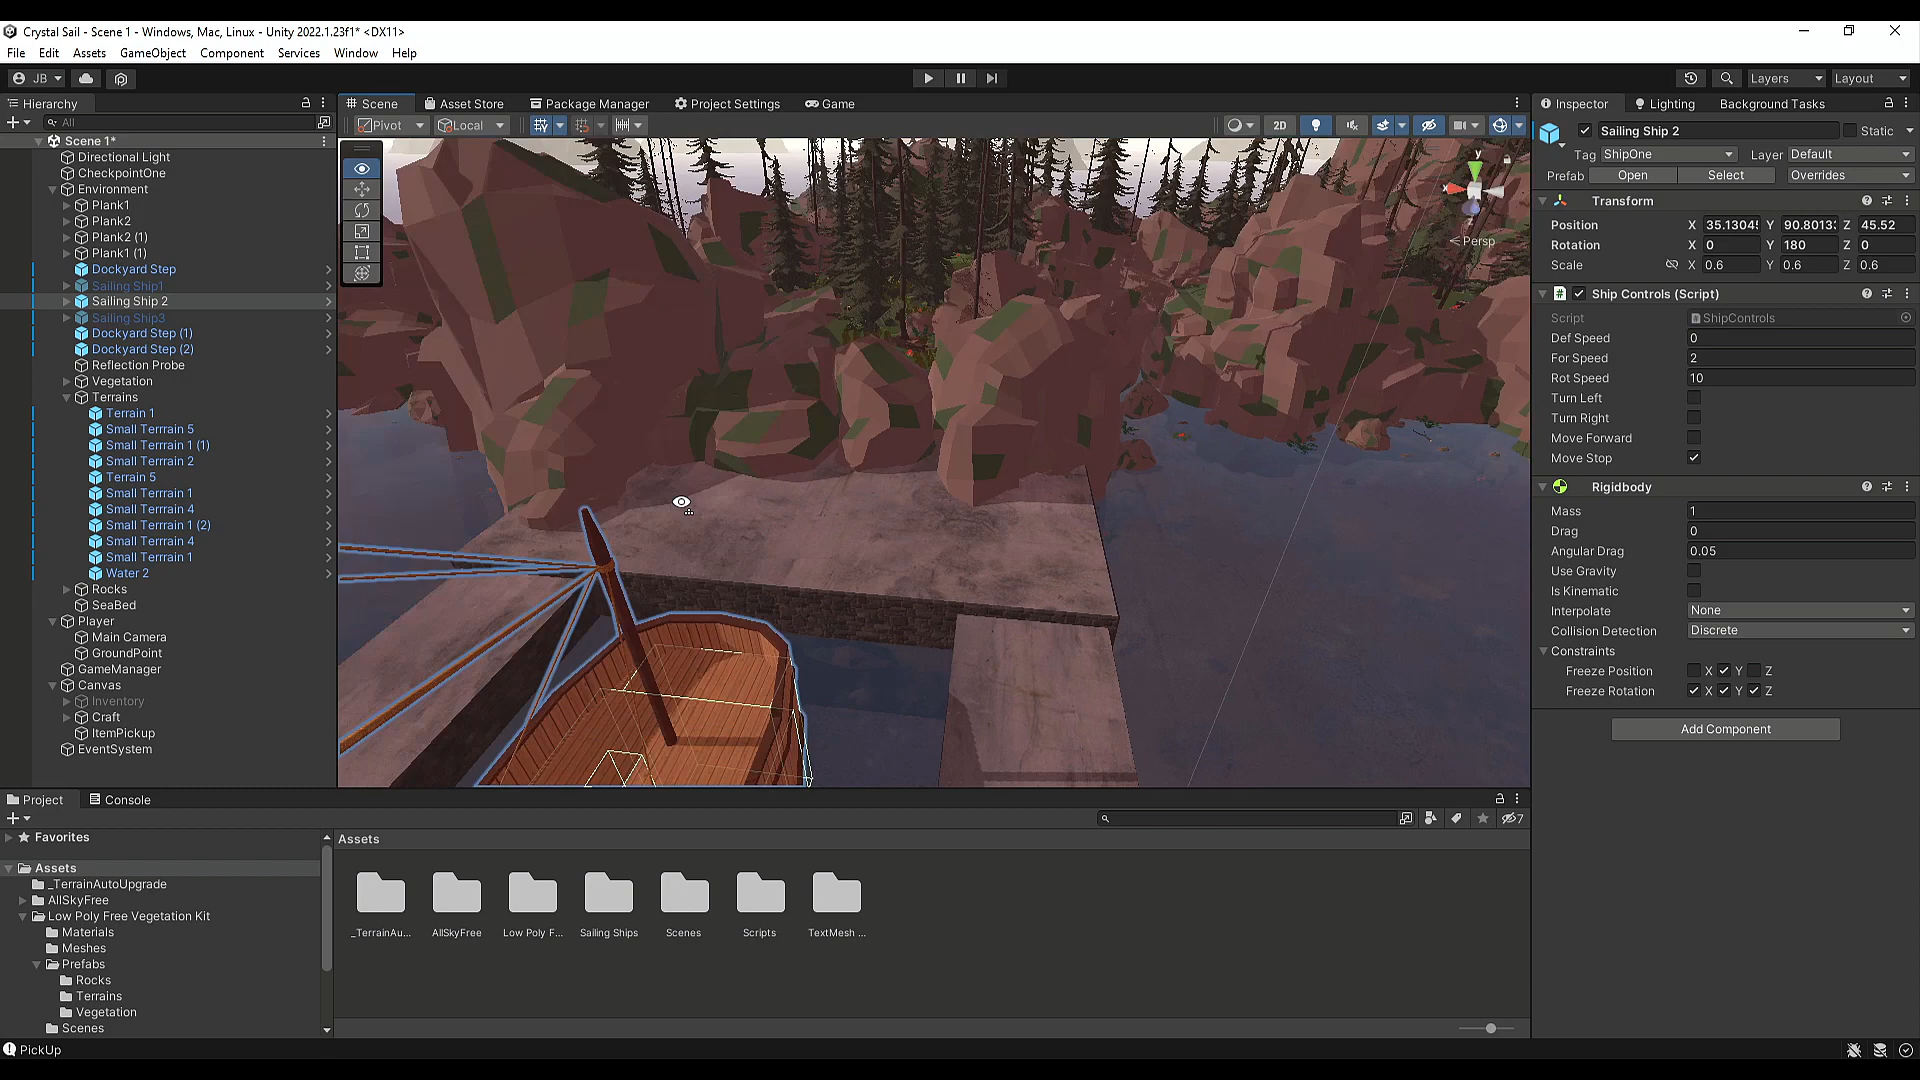 Crystal Sail - Scene 1 - Windows, Mac, Linux - Unity 2022.1.23f1* <DX11>
File Edit Assets GameObject Component Services Window Help
JB Layers Layout
Hierarchy
All
Scene 1*
Directional Light
CheckpointOne
Environment
Plank1
Plank2
Plank2 (1)
Plank1 (1)
Dockyard Step
Sailing Ship1
Sailing Ship 2
Sailing Ship3
Dockyard Step (1)
Dockyard Step (2)
Reflection Probe
Vegetation
Terrains
Terrain 1
Small Terrrain 5
Small Terrrain 1 (1)
Small Terrrain 2
Terrain 5
Small Terrrain 1
Small Terrrain 4
Small Terrrain 1 (2)
Small Terrrain 4
Small Terrrain 1
Water 2
Rocks
SeaBed
Player
Main Camera
GroundPoint
GameManager
Canvas
Inventory
Craft
ItemPickup
EventSystem
Scene Asset Store Package Manager Project Settings Game
Pivot Local 2D
y
x
Persp
Inspector Lighting Background Tasks
Sailing Ship 2 Static
Tag ShipOne Layer Default
Prefab Open Select Overrides
Transform
Position X 35.1304 Y 90.8013 Z 45.52
Rotation X 0 Y 180 Z 0
Scale X 0.6 Y 0.6 Z 0.6
# Ship Controls (Script)
Script ShipControls
Def Speed 0
For Speed 2
Rot Speed 10
Turn Left
Turn Right
Move Forward
Move Stop
Rigidbody
Mass 1
Drag 0
Angular Drag 0.05
Use Gravity
Is Kinematic
Interpolate None
Collision Detection Discrete
Constraints
Freeze Position X Y Z
Freeze Rotation X Y Z
Add Component
Project Console
7
Favorites
Assets
_TerrainAutoUpgrade
AllSkyFree
Low Poly Free Vegetation Kit
Materials
Meshes
Prefabs
Rocks
Terrains
Vegetation
Scenes
Assets
_TerrainAu... AllSkyFree Low Poly F... Sailing Ships Scenes Scripts TextMesh ...
PickUp